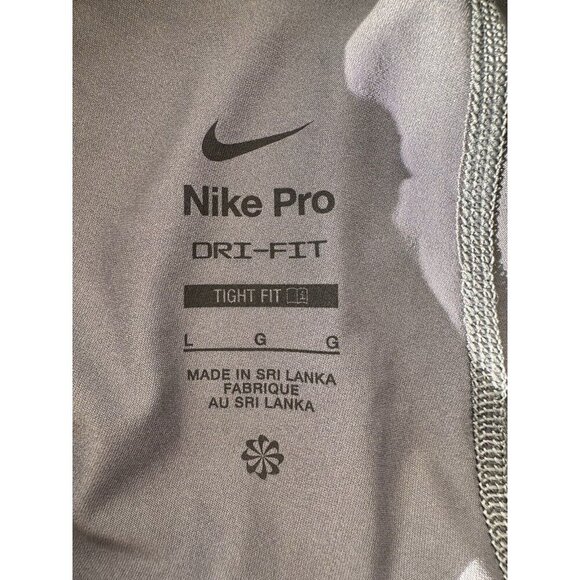 Nike Pro
DRI-FIT
TIGHT FIT
L G G
MADE IN SRI LANKA
FABRIQUE
AU SRI LANKA